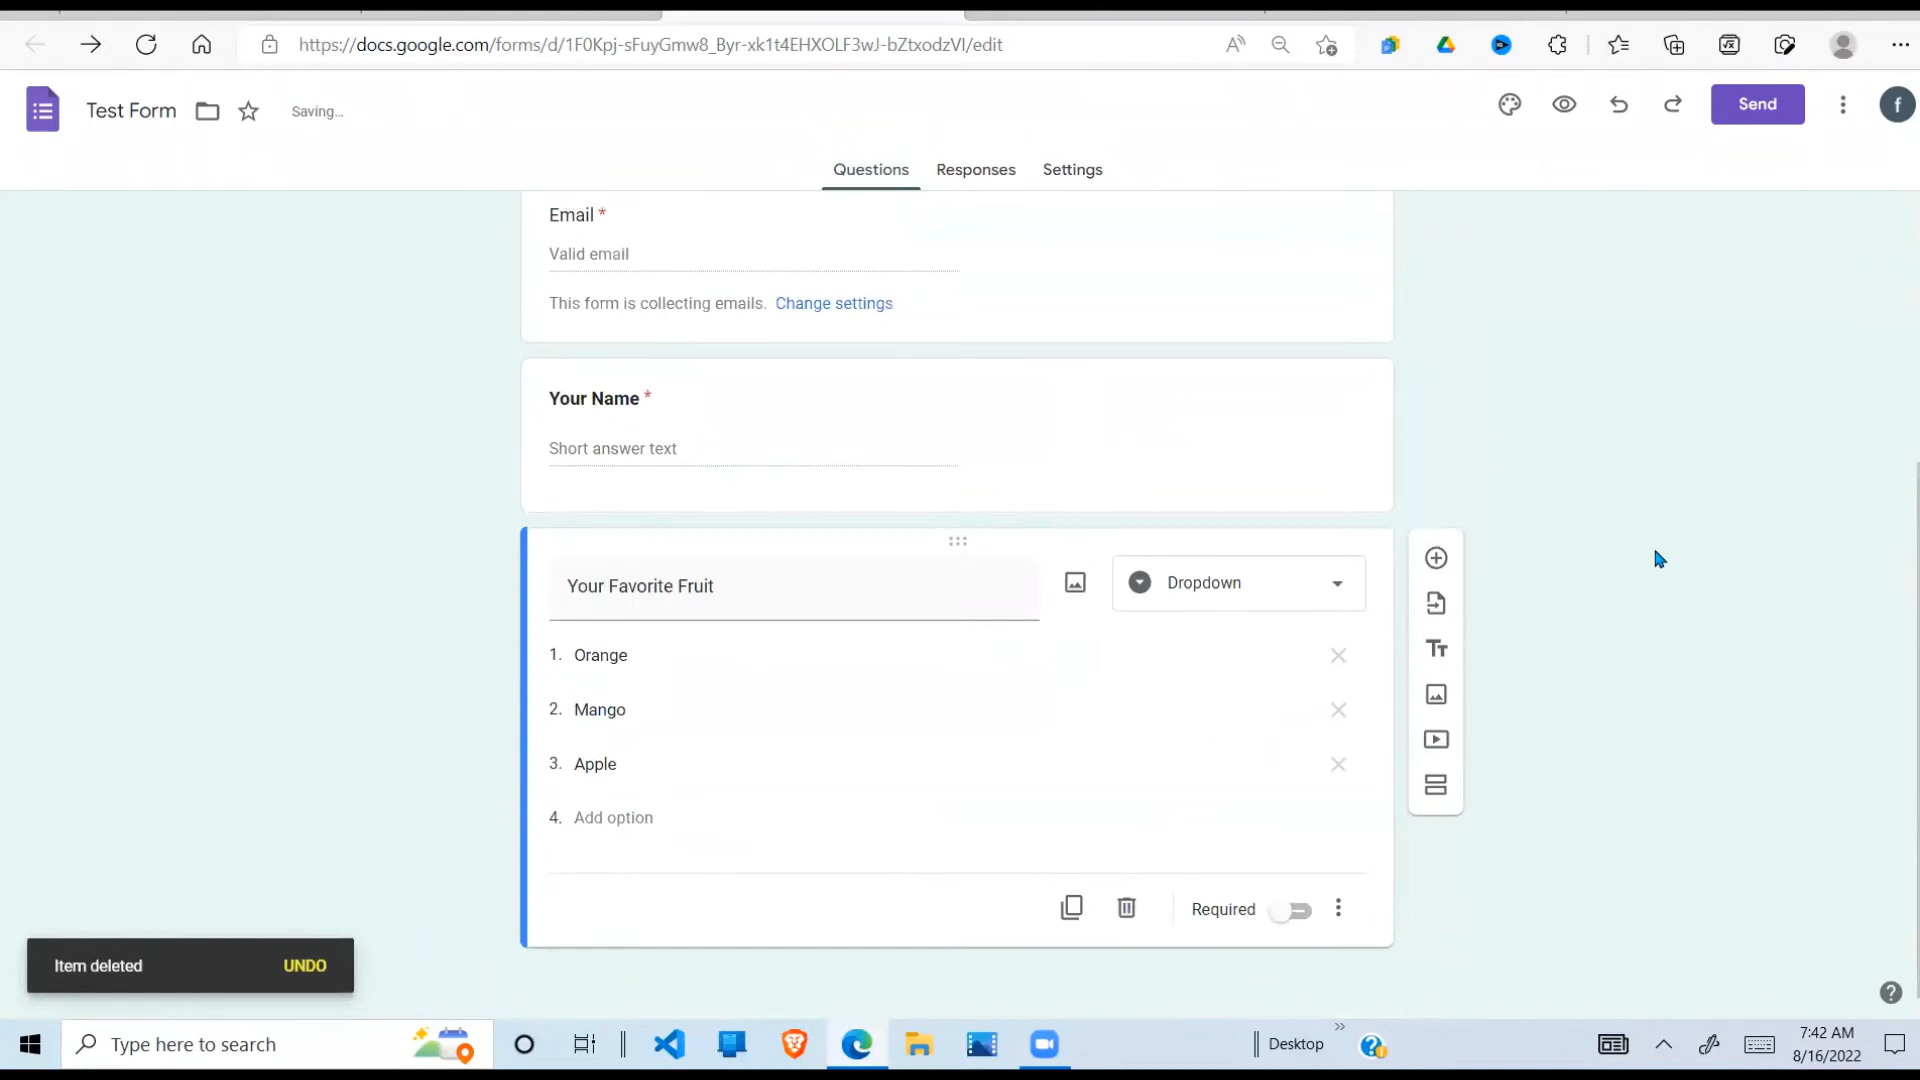 https://docs.google.com/forms/d/1F0Kpj-sFuyGmw8_Byr-xk1t4EHXOLF3wJ-bZtxodzVI/edit
Test Form
Saving...
Send
f
Questions
Responses
Settings
Email *
Valid email
This form is collecting emails. Change settings
Your Name *
Short answer text
Your Favorite Fruit
Dropdown
1. Orange
2. Mango
3. Apple
4. Add option
Required
Item deleted
UNDO
Type here to search
Desktop
7:42 AM
8/16/2022